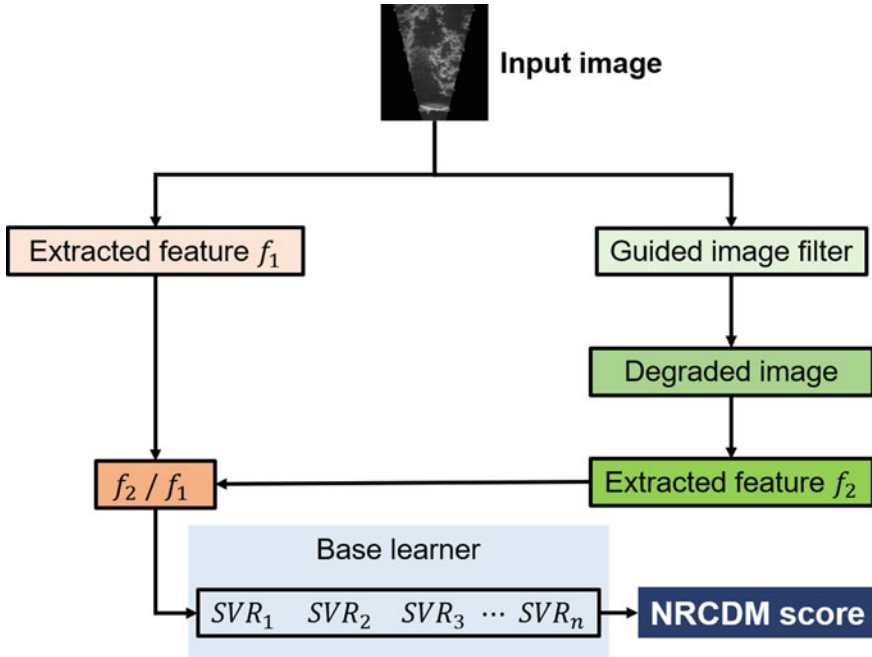 Input image
Extracted feature f₁
Guided image filter
Degraded image
f₂ / f₁
Extracted feature f₂
Base learner
SVR₁ SVR₂ SVR₃ ⋯ SVRₙ
NRCDM score